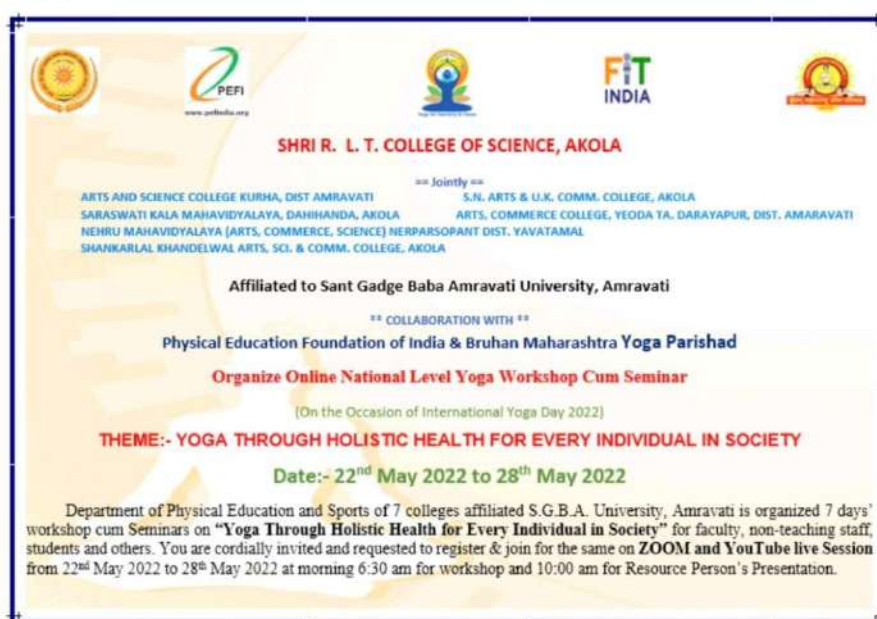 PEFI
www.pefindia.org
FiT
INDIA
SHRI R. L. T. COLLEGE OF SCIENCE, AKOLA
== Jointly ==
ARTS AND SCIENCE COLLEGE KURHA, DIST AMRAVATI S.N. ARTS & U.K. COMM. COLLEGE, AKOLA
SARASWATI KALA MAHAVIDYALAYA, DAHIHANDA, AKOLA ARTS, COMMERCE COLLEGE, YEODA TA. DARAYAPUR, DIST. AMARAVATI
NEHRU MAHAVIDYALAYA (ARTS, COMMERCE, SCIENCE) NERPARSOPANT DIST. YAVATAMAL
SHANKARLAL KHANDELWAL ARTS, SCI. & COMM. COLLEGE, AKOLA
Affiliated to Sant Gadge Baba Amravati University, Amravati
** COLLABORATION WITH **
Physical Education Foundation of India & Bruhan Maharashtra Yoga Parishad
Organize Online National Level Yoga Workshop Cum Seminar
(On the Occasion of International Yoga Day 2022)
THEME:- YOGA THROUGH HOLISTIC HEALTH FOR EVERY INDIVIDUAL IN SOCIETY
Date:- 22nd May 2022 to 28th May 2022
Department of Physical Education and Sports of 7 colleges affiliated S.G.B.A. University, Amravati is organized 7 days'
workshop cum Seminars on "Yoga Through Holistic Health for Every Individual in Society" for faculty, non-teaching staff,
students and others. You are cordially invited and requested to register & join for the same on ZOOM and YouTube live Session
from 22nd May 2022 to 28th May 2022 at morning 6:30 am for workshop and 10:00 am for Resource Person's Presentation.